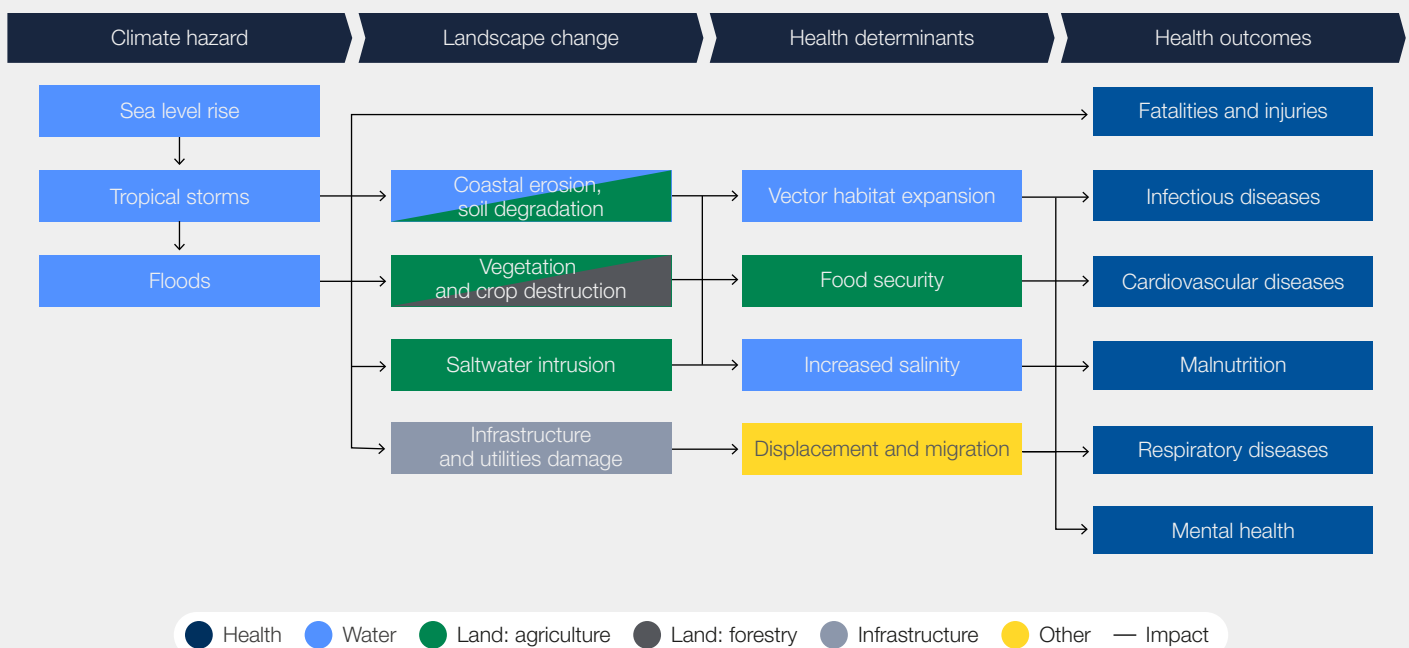 Climate hazard
Landscape change
Health determinants
Health outcomes
Sea level rise
Fatalities and injuries
Tropical storms
Coastal erosion,
soil degradation
Vector habitat expansion
Infectious diseases
Floods
Vegetation
and crop destruction
Food security
Cardiovascular diseases
Saltwater intrusion
Increased salinity
Malnutrition
Infrastructure
and utilities damage
Displacement and migration
Respiratory diseases
Mental health
Health
Water
Land: agriculture
Land: forestry
Infrastructure
Other
Impact